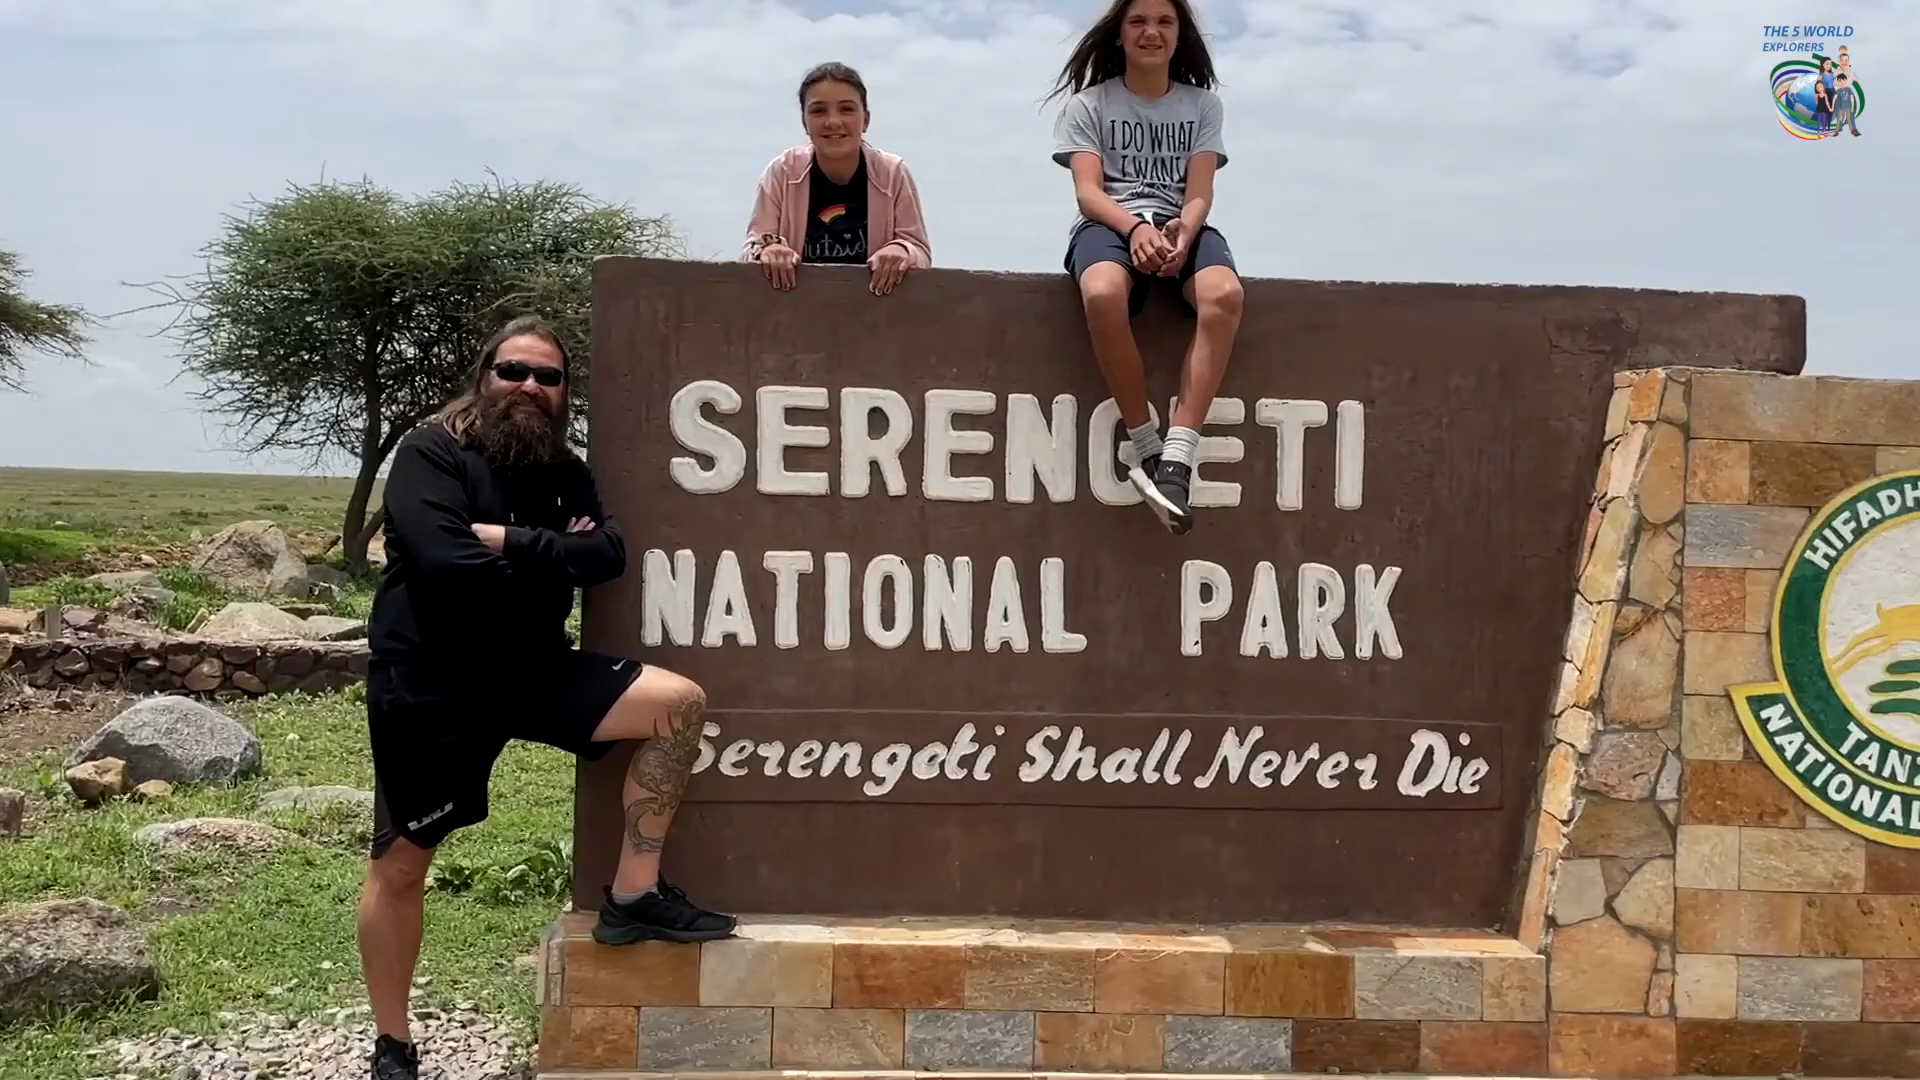 THE 5 WORLD
EXPLORERS
I DO WHAT
I WANT
SERENGETI
NATIONAL PARK
Serengeti Shall Never Die
HIFADH
TANZ
NATIONAL